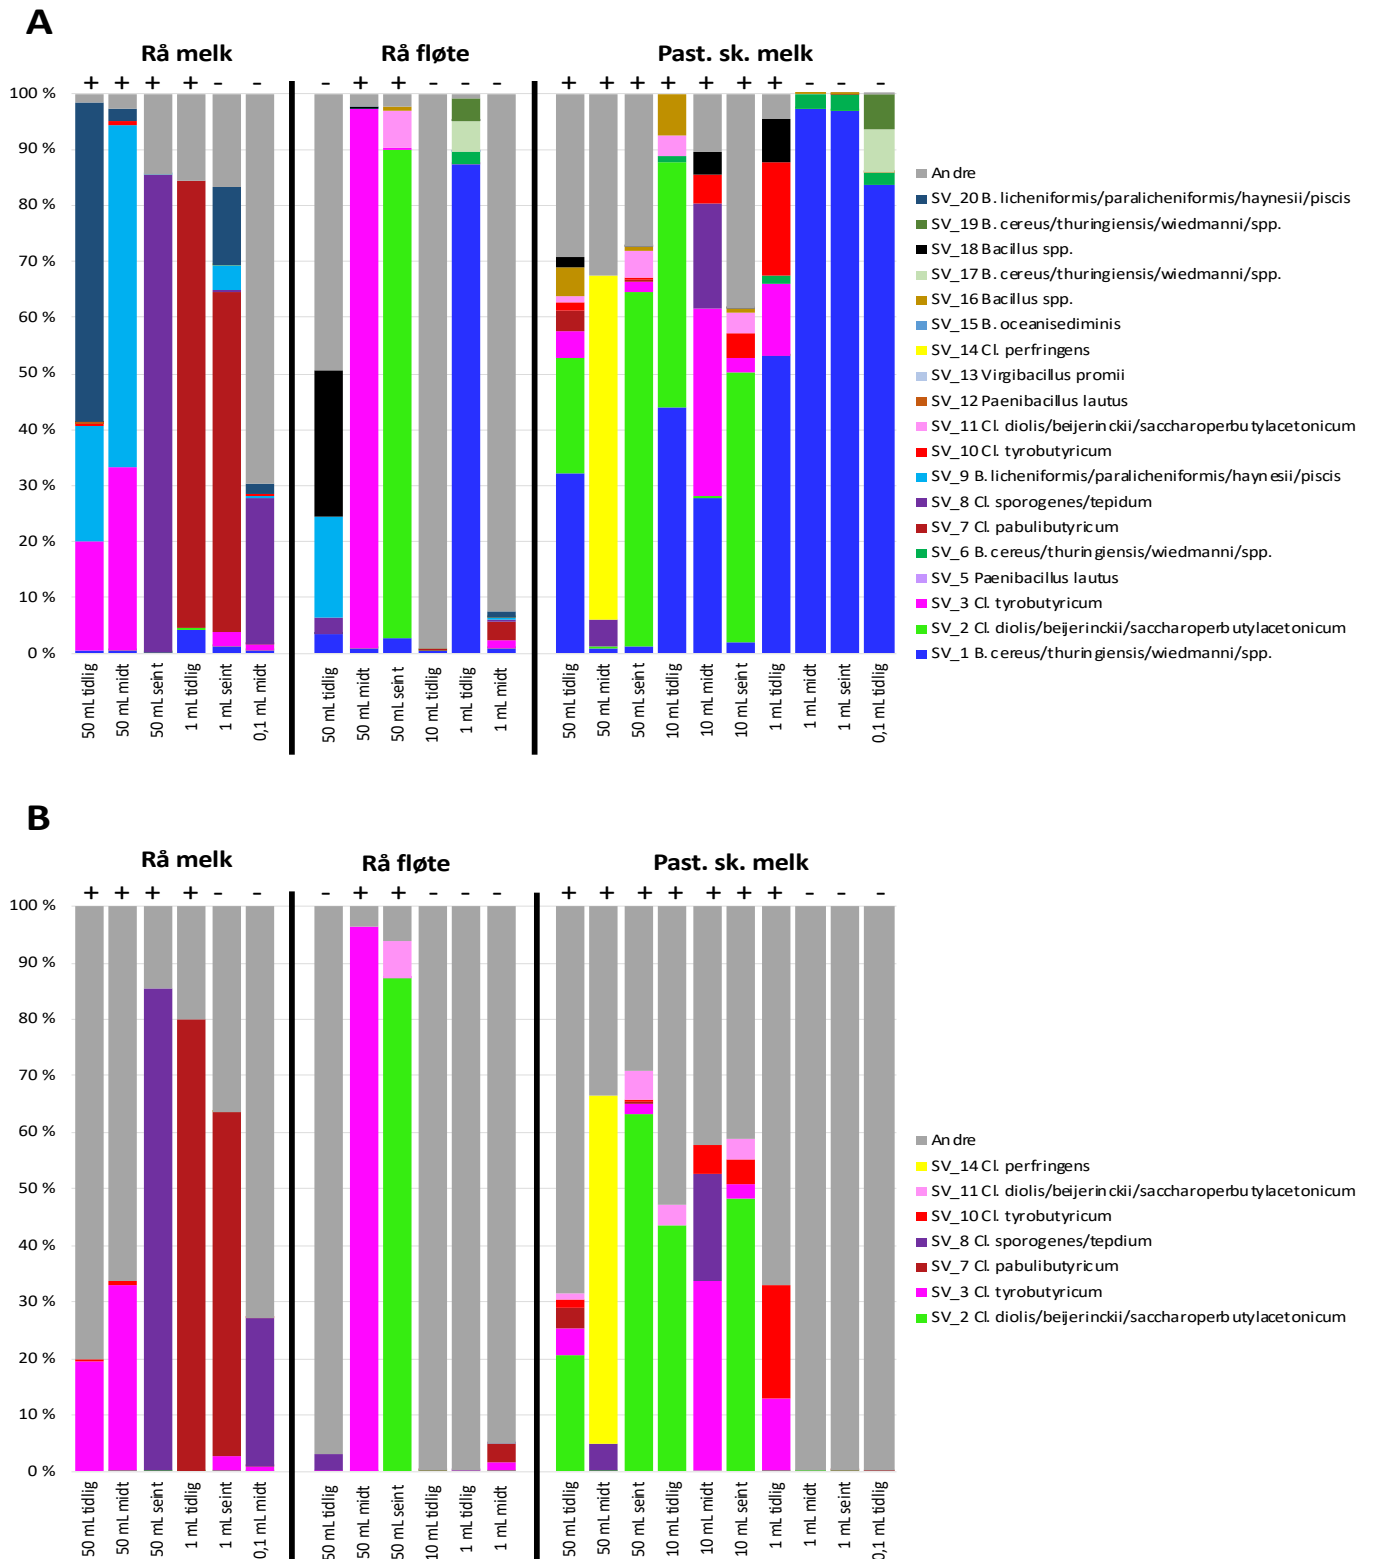 A
Rå melk
Rå fløte
Past. sk. melk
+ + + + - -
- + + - - -
+ + + + + + + - - -
100 %
90 %
80 %
70 %
60 %
50 %
40 %
30 %
20 %
10 %
0 %
50 mL tidlig
50 mL midt
50 mL seint
1 mL tidlig
1 mL seint
0,1 mL midt
50 mL tidlig
50 mL midt
50 mL seint
10 mL tidlig
1 mL tidlig
1 mL midt
50 mL tidlig
50 mL midt
50 mL seint
10 mL tidlig
10 mL midt
10 mL seint
1 mL tidlig
1 mL midt
1 mL seint
0,1 mL tidlig
Andre
SV_20 B. licheniformis/paralicheniformis/haynesii/piscis
SV_19 B. cereus/thuringiensis/wiedmanni/spp.
SV_18 Bacillus spp.
SV_17 B. cereus/thuringiensis/wiedmanni/spp.
SV_16 Bacillus spp.
SV_15 B. oceanisediminis
SV_14 Cl. perfringens
SV_13 Virgibacillus promii
SV_12 Paenibacillus lautus
SV_11 Cl. diolis/beijerinckii/saccharoperbutylacetonicum
SV_10 Cl. tyrobutyricum
SV_9 B. licheniformis/paralicheniformis/haynesii/piscis
SV_8 Cl. sporogenes/tepidum
SV_7 Cl. pabulibutyricum
SV_6 B. cereus/thuringiensis/wiedmanni/spp.
SV_5 Paenibacillus lautus
SV_3 Cl. tyrobutyricum
SV_2 Cl. diolis/beijerinckii/saccharoperbutylacetonicum
SV_1 B. cereus/thuringiensis/wiedmanni/spp.
B
Rå melk
Rå fløte
Past. sk. melk
+ + + + - -
- + + - - -
+ + + + + + + - - -
100 %
90 %
80 %
70 %
60 %
50 %
40 %
30 %
20 %
10 %
0 %
50 mL tidlig
50 mL midt
50 mL seint
1 mL tidlig
1 mL seint
0,1 mL midt
50 mL tidlig
50 mL midt
50 mL seint
10 mL tidlig
1 mL tidlig
1 mL midt
50 mL tidlig
50 mL midt
50 mL seint
10 mL tidlig
10 mL midt
10 mL seint
1 mL tidlig
1 mL midt
1 mL seint
0,1 mL tidlig
Andre
SV_14 Cl. perfringens
SV_11 Cl. diolis/beijerinckii/saccharoperbutylacetonicum
SV_10 Cl. tyrobutyricum
SV_8 Cl. sporogenes/tepdium
SV_7 Cl. pabulibutyricum
SV_3 Cl. tyrobutyricum
SV_2 Cl. diolis/beijerinckii/saccharoperbutylacetonicum